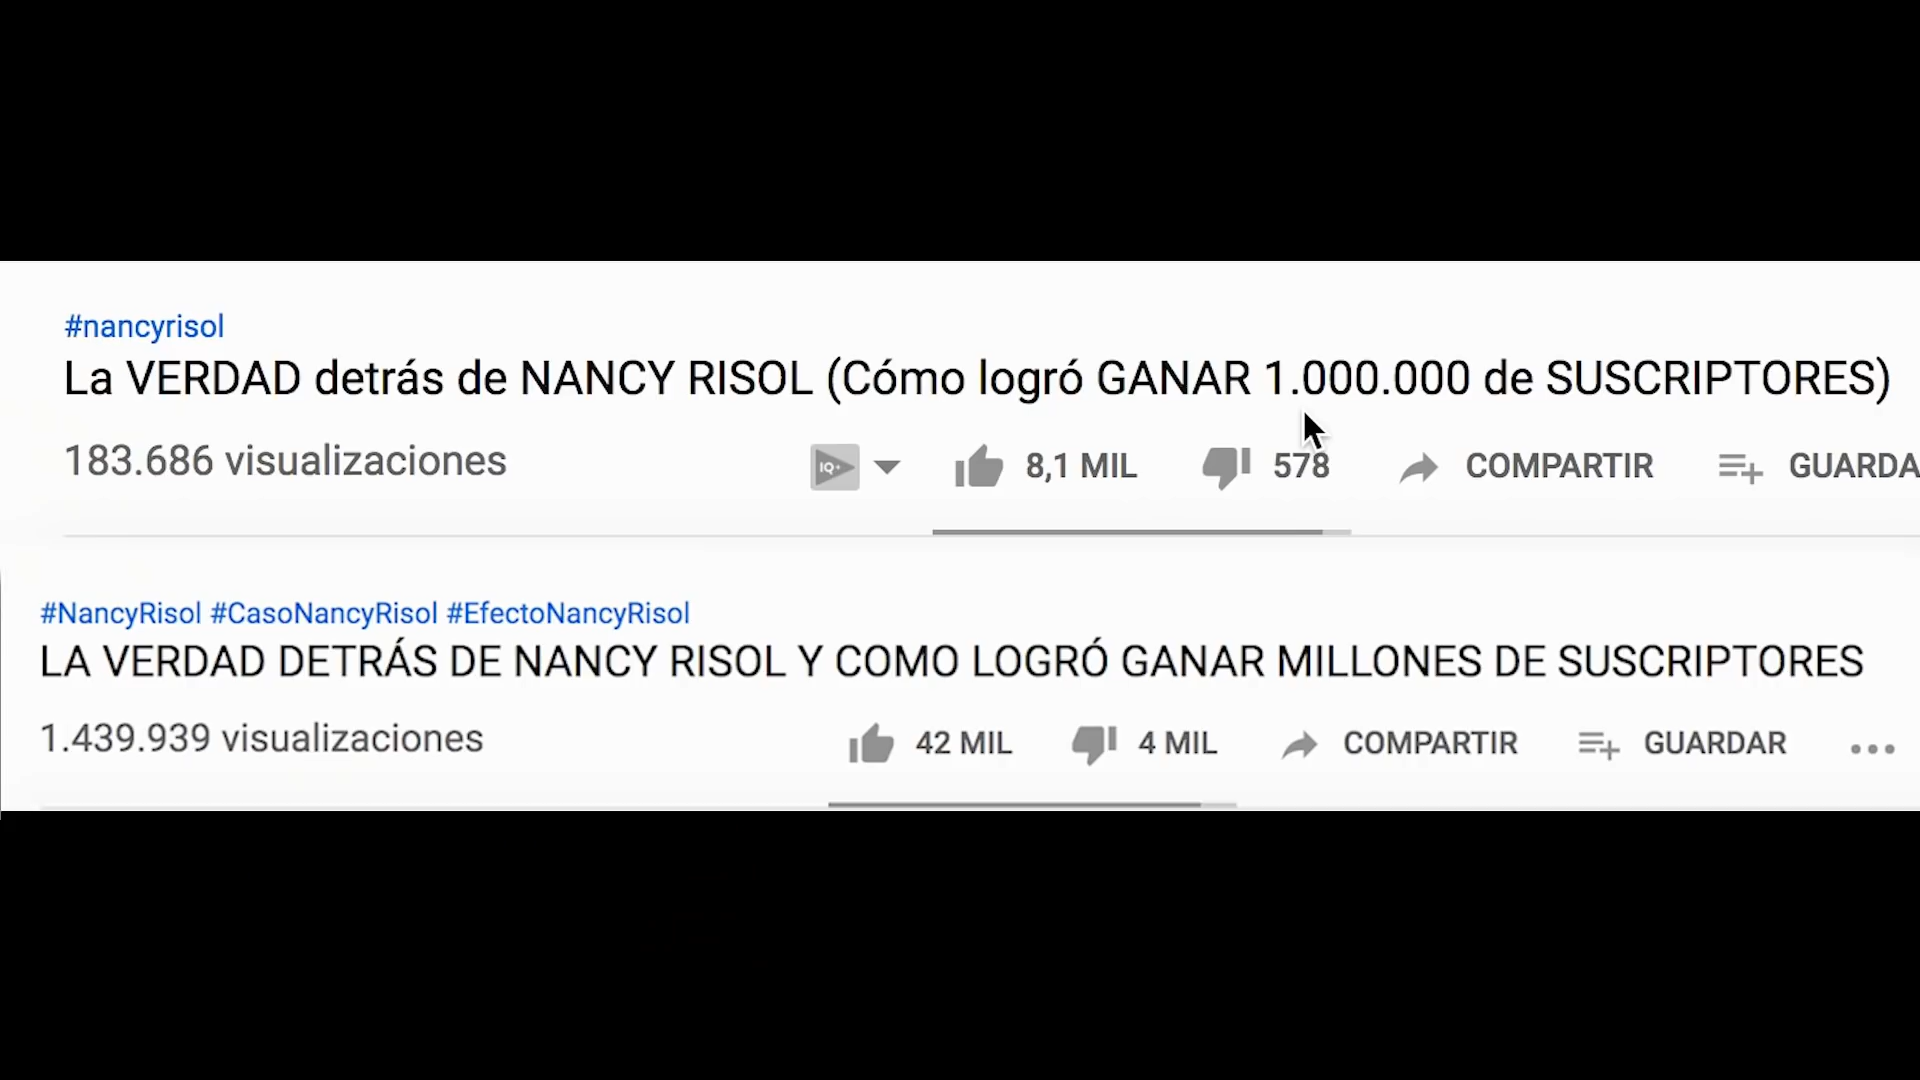 #nancyrisol
La VERDAD detrás de NANCY RISOL (Cómo logró GANAR 1.000.000 de SUSCRIPTORES)
183.686 visualizaciones IQ+ 8,1 MIL 578 COMPARTIR GUARDA
#NancyRisol #CasoNancyRisol #EfectoNancyRisol
LA VERDAD DETRÁS DE NANCY RISOL Y COMO LOGRÓ GANAR MILLONES DE SUSCRIPTORES
1.439.939 visualizaciones 42 MIL 4 MIL COMPARTIR GUARDAR